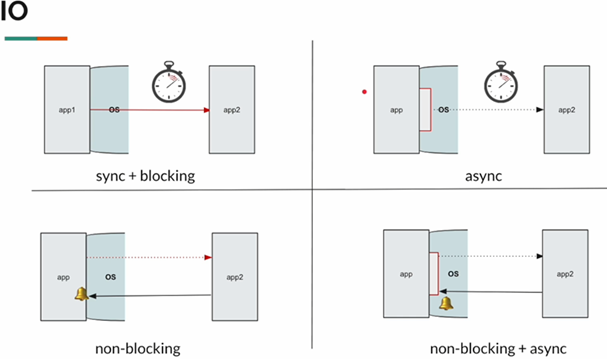 IO
app1
OS
app2
sync + blocking
app
OS
app2
async
app
OS
app2
non-blocking
app
OS
app2
non-blocking + async